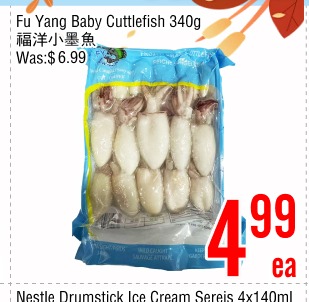 Fu Yang Baby Cuttlefish 340g
福洋小墨魚
Was:$6.99
4.99
ea
Nestle Drumstick Ice Cream Sereis 4x140ml